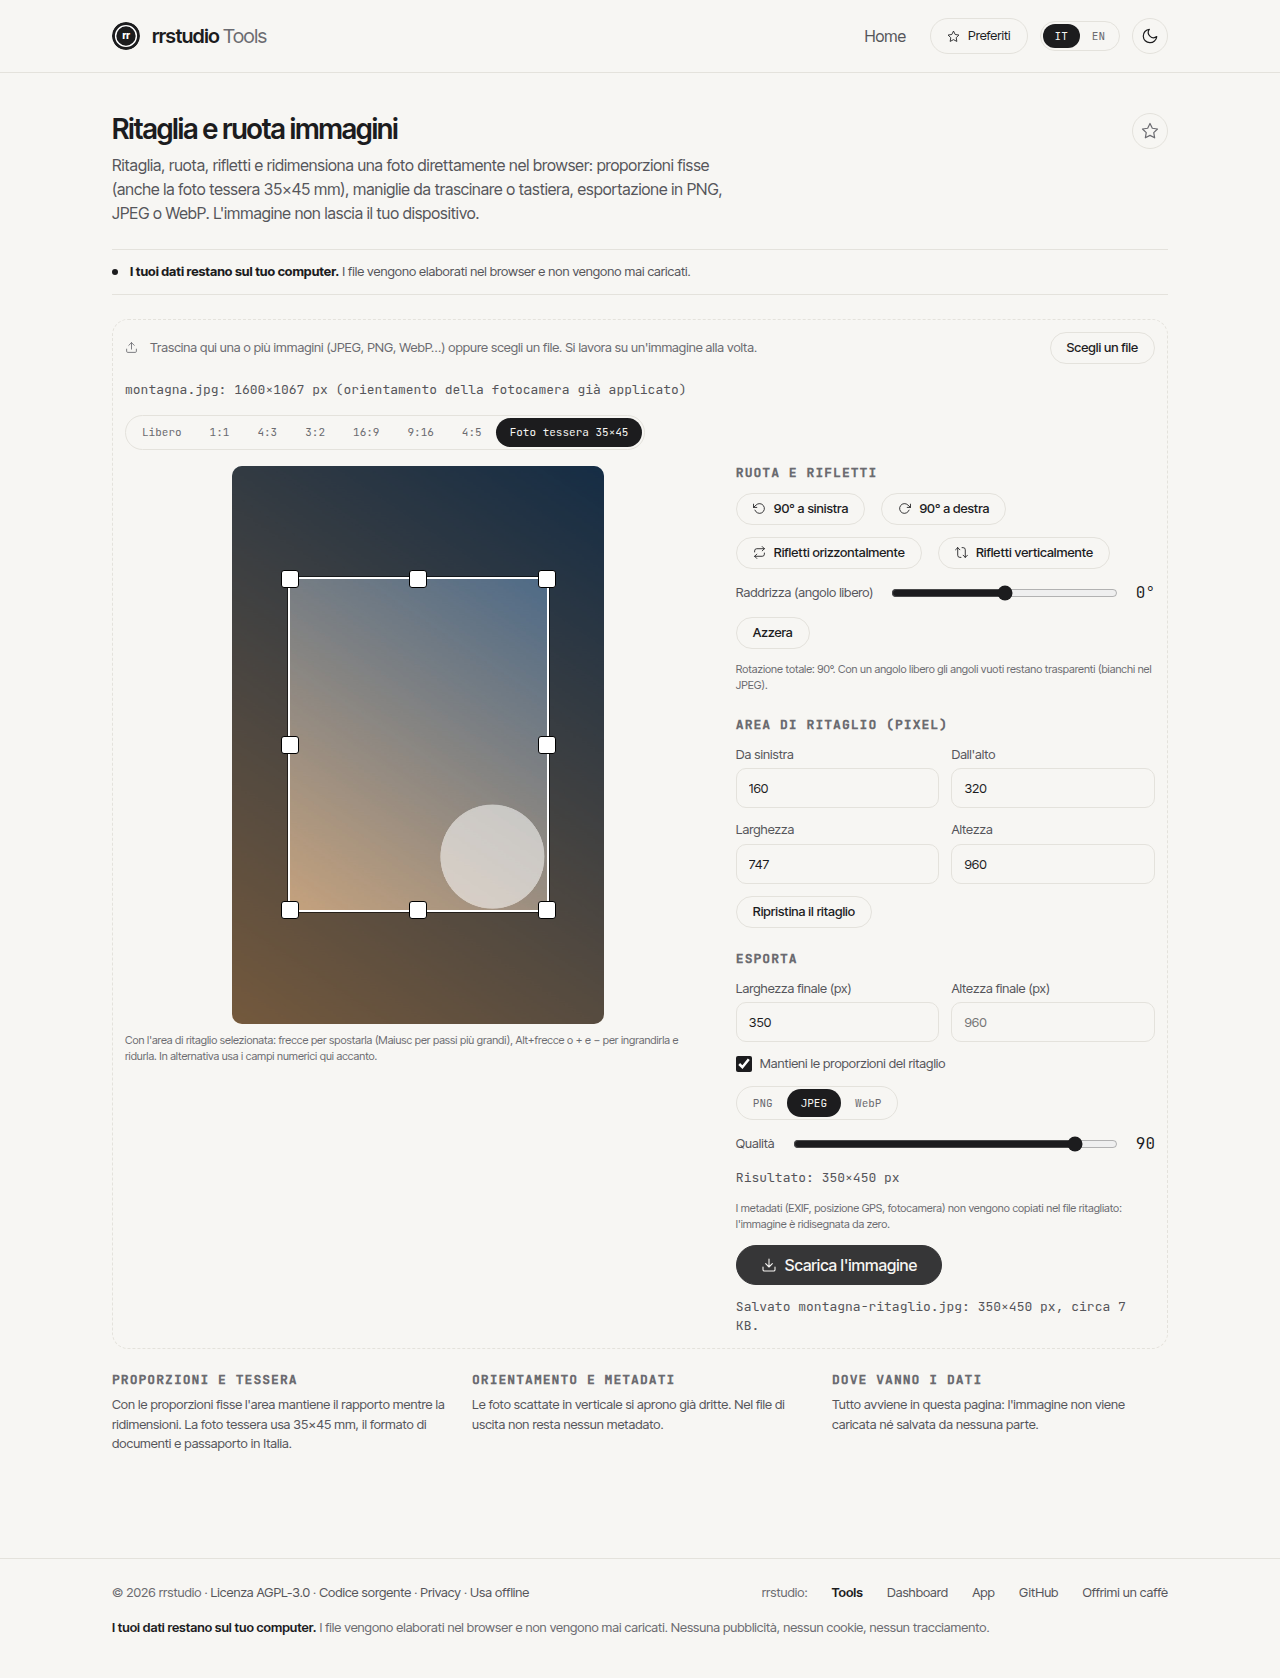 rr rrstudio Tools
Home
Preferiti
IT EN
Ritaglia e ruota immagini
Ritaglia, ruota, rifletti e ridimensiona una foto direttamente nel browser: proporzioni fisse
(anche la foto tessera 35×45 mm), maniglie da trascinare o tastiera, esportazione in PNG,
JPEG o WebP. L'immagine non lascia il tuo dispositivo.
I tuoi dati restano sul tuo computer. I file vengono elaborati nel browser e non vengono mai caricati.
Trascina qui una o più immagini (JPEG, PNG, WebP…) oppure scegli un file. Si lavora su un'immagine alla volta.
Scegli un file
montagna.jpg: 1600×1067 px (orientamento della fotocamera già applicato)
Libero 1:1 4:3 3:2 16:9 9:16 4:5 Foto tessera 35×45
Con l'area di ritaglio selezionata: frecce per spostarla (Maiusc per passi più grandi), Alt+frecce o + e − per ingrandirla e
ridurla. In alternativa usa i campi numerici qui accanto.
RUOTA E RIFLETTI
90° a sinistra 90° a destra
Rifletti orizzontalmente Rifletti verticalmente
Raddrizza (angolo libero) 0°
Azzera
Rotazione totale: 90°. Con un angolo libero gli angoli vuoti restano trasparenti (bianchi nel
JPEG).
AREA DI RITAGLIO (PIXEL)
Da sinistra Dall'alto
160 320
Larghezza Altezza
747 960
Ripristina il ritaglio
ESPORTA
Larghezza finale (px) Altezza finale (px)
350 960
Mantieni le proporzioni del ritaglio
PNG JPEG WebP
Qualità 90
Risultato: 350×450 px
I metadati (EXIF, posizione GPS, fotocamera) non vengono copiati nel file ritagliato:
l'immagine è ridisegnata da zero.
Scarica l'immagine
Salvato montagna-ritaglio.jpg: 350×450 px, circa 7
KB.
PROPORZIONI E TESSERA
Con le proporzioni fisse l'area mantiene il rapporto mentre la
ridimensioni. La foto tessera usa 35×45 mm, il formato di
documenti e passaporto in Italia.
ORIENTAMENTO E METADATI
Le foto scattate in verticale si aprono già dritte. Nel file di
uscita non resta nessun metadato.
DOVE VANNO I DATI
Tutto avviene in questa pagina: l'immagine non viene
caricata né salvata da nessuna parte.
© 2026 rrstudio · Licenza AGPL-3.0 · Codice sorgente · Privacy · Usa offline
rrstudio: Tools Dashboard App GitHub Offrimi un caffè
I tuoi dati restano sul tuo computer. I file vengono elaborati nel browser e non vengono mai caricati. Nessuna pubblicità, nessun cookie, nessun tracciamento.